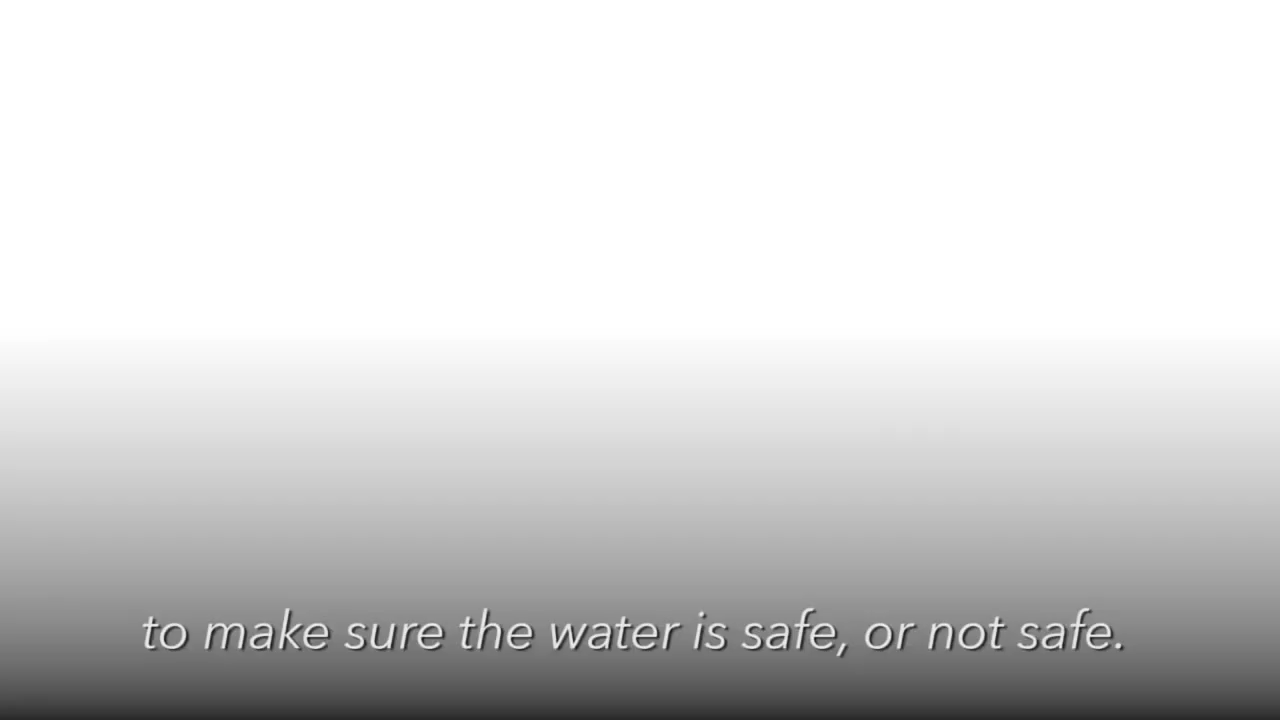 to make sure the water is safe, or not safe.